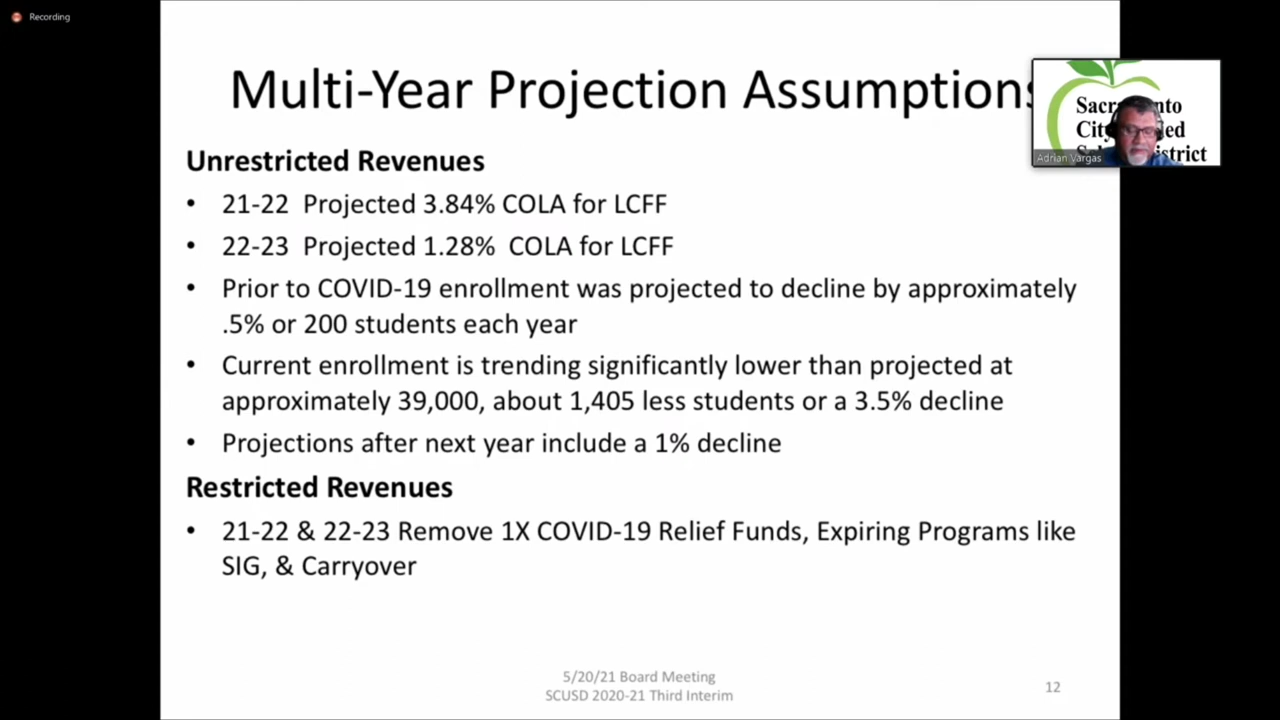 Recording
Multi-Year Projection Assumptions
Unrestricted Revenues
• 21-22 Projected 3.84% COLA for LCFF
• 22-23 Projected 1.28% COLA for LCFF
• Prior to COVID-19 enrollment was projected to decline by approximately
.5% or 200 students each year
• Current enrollment is trending significantly lower than projected at
approximately 39,000, about 1,405 less students or a 3.5% decline
• Projections after next year include a 1% decline
Restricted Revenues
• 21-22 & 22-23 Remove 1X COVID-19 Relief Funds, Expiring Programs like
SIG, & Carryover
5/20/21 Board Meeting
SCUSD 2020-21 Third Interim
12
City
Adrian Vargas